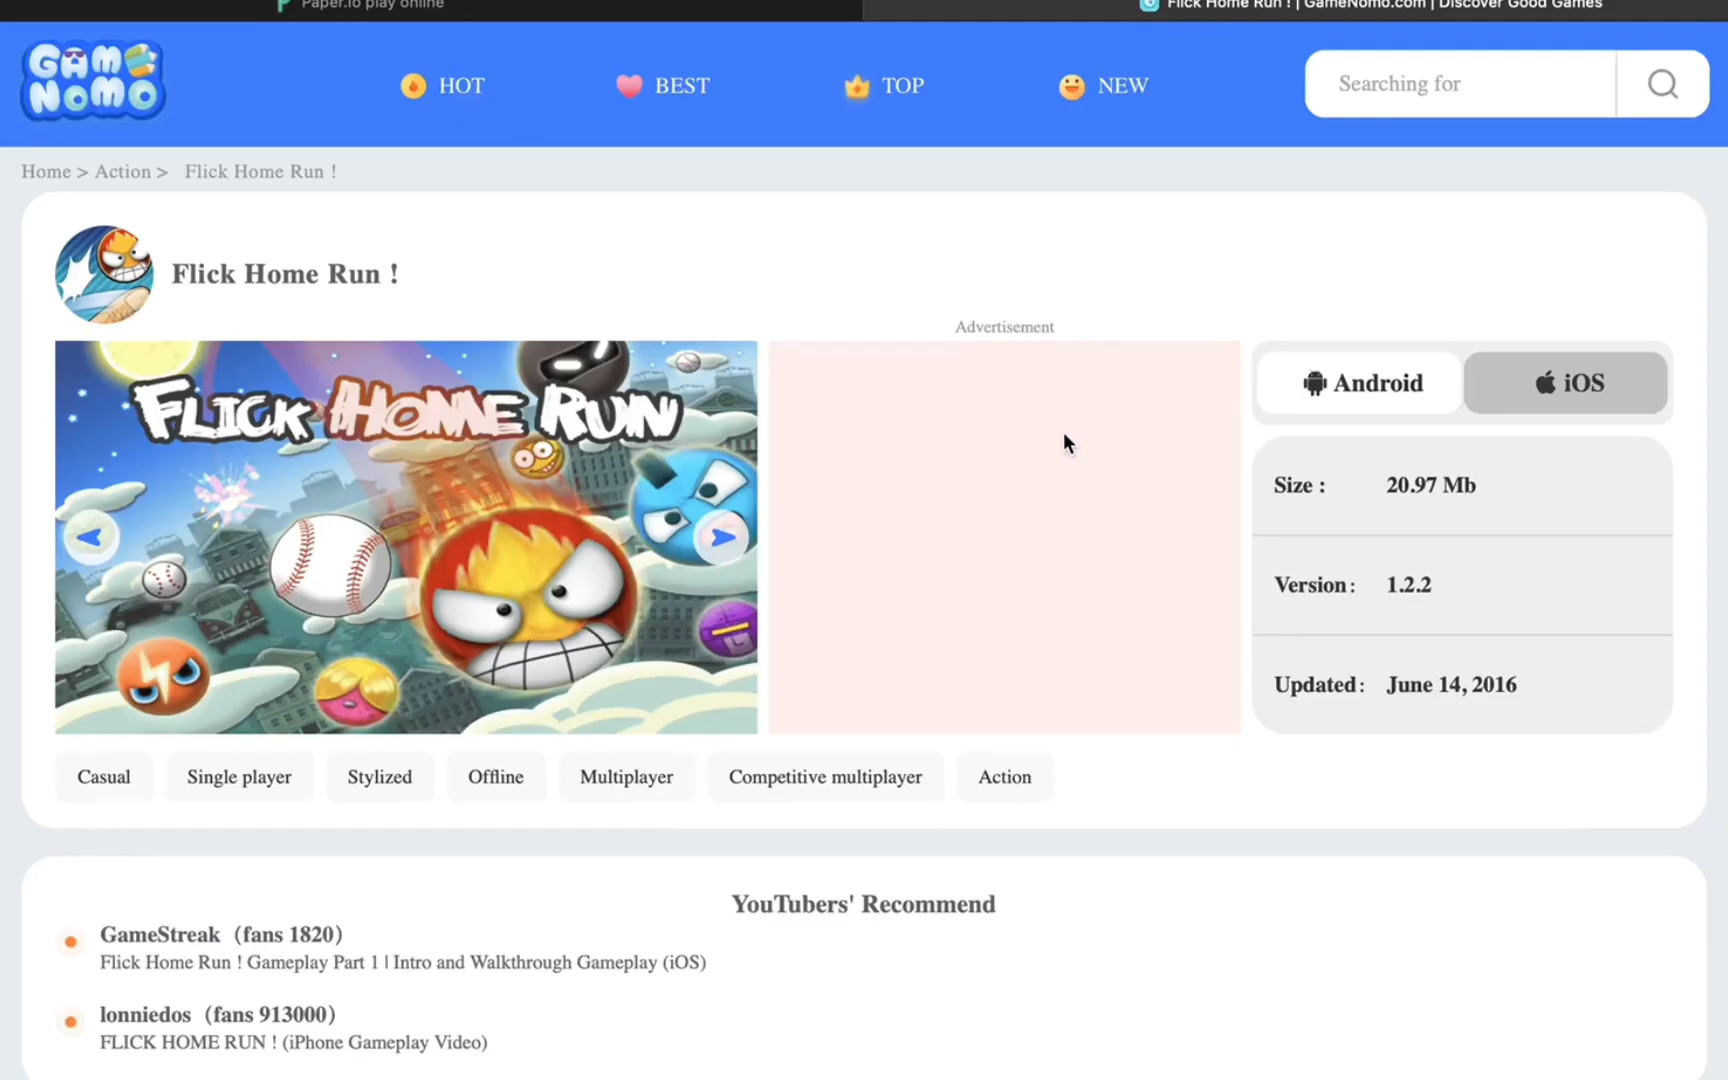 Paper.io play online
Flick Home Run ! | GameNomo.com | Discover Good Games
GAME
NOMO
HOT
BEST
TOP
NEW
Searching for
Home > Action > Flick Home Run !
Flick Home Run !
Advertisement
FLICK HOME RUN
Android
iOS
Size : 20.97 Mb
Version : 1.2.2
Updated : June 14, 2016
Casual
Single player
Stylized
Offline
Multiplayer
Competitive multiplayer
Action
YouTubers' Recommend
GameStreak（fans 1820）
Flick Home Run ! Gameplay Part 1 | Intro and Walkthrough Gameplay (iOS)
lonniedos（fans 913000）
FLICK HOME RUN ! (iPhone Gameplay Video)